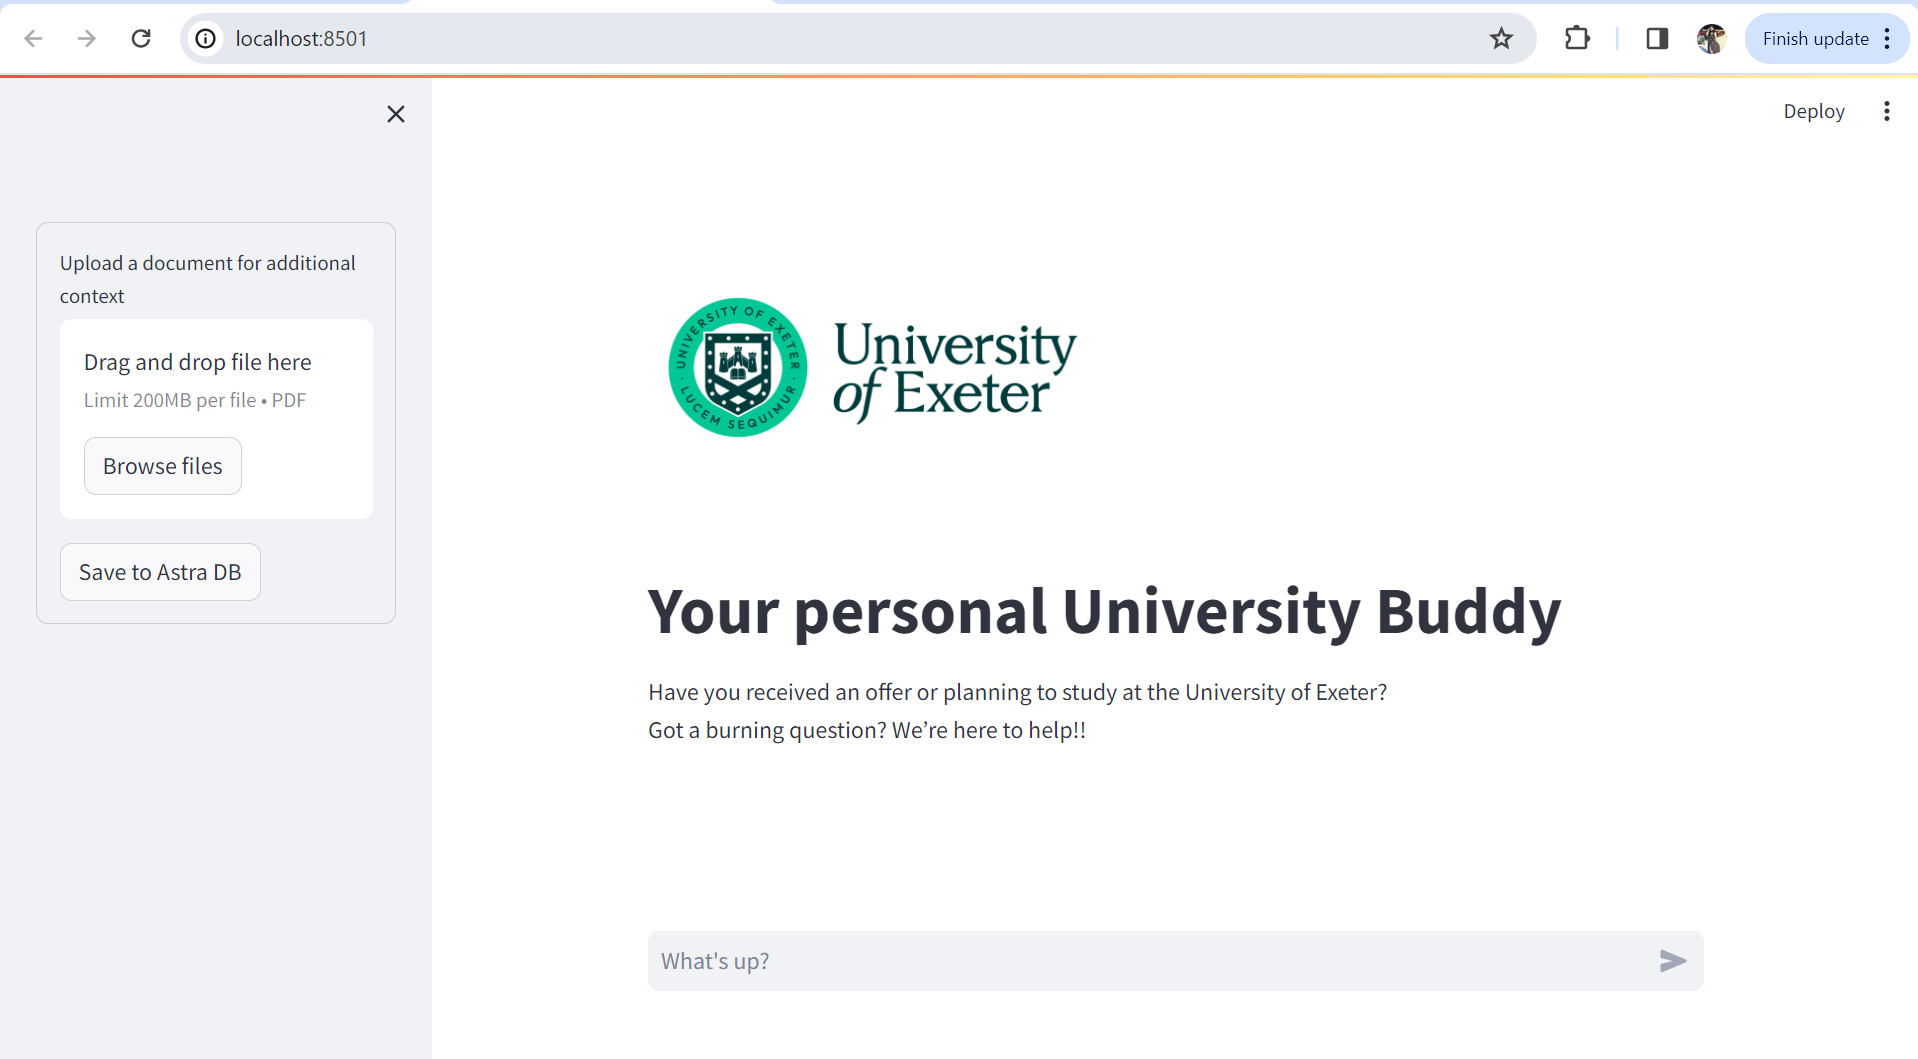 localhost:8501
Finish update
Deploy
Upload a document for additional
context
Drag and drop file here
Limit 200MB per file • PDF
Browse files
Save to Astra DB
UNIVERSITY OF EXETER
· LUCEM SEQUIMUR ·
University
of Exeter
Your personal University Buddy
Have you received an offer or planning to study at the University of Exeter?
Got a burning question? We’re here to help!!
What's up?